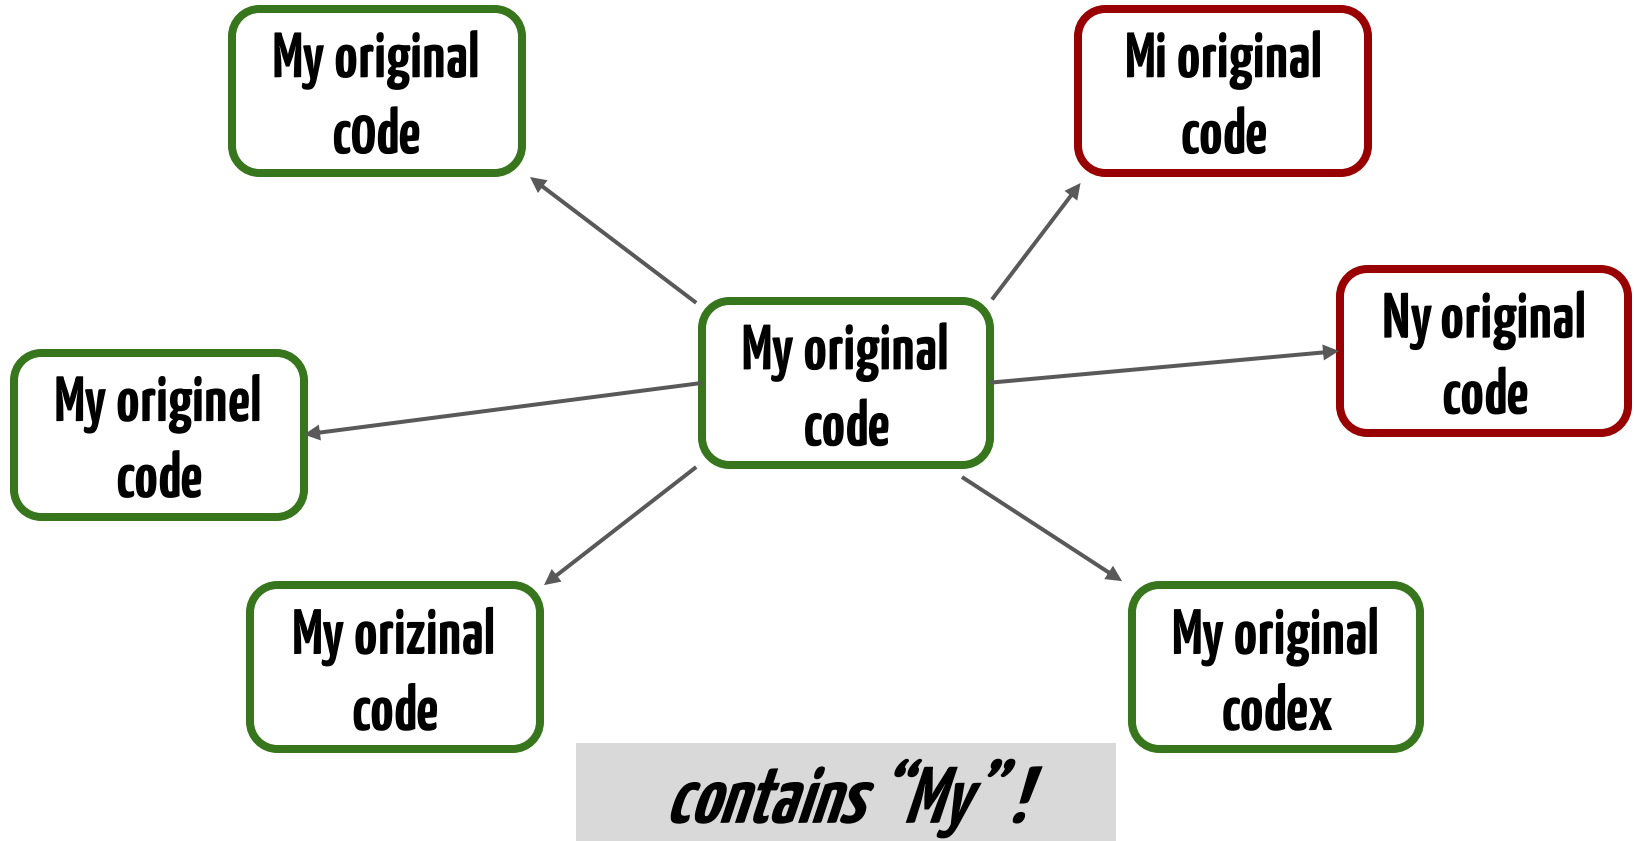 My original
c0de
Mi original
code
Ny original
code
My original
code
My originel
code
My orizinal
code
My original
codex
contains “My”!